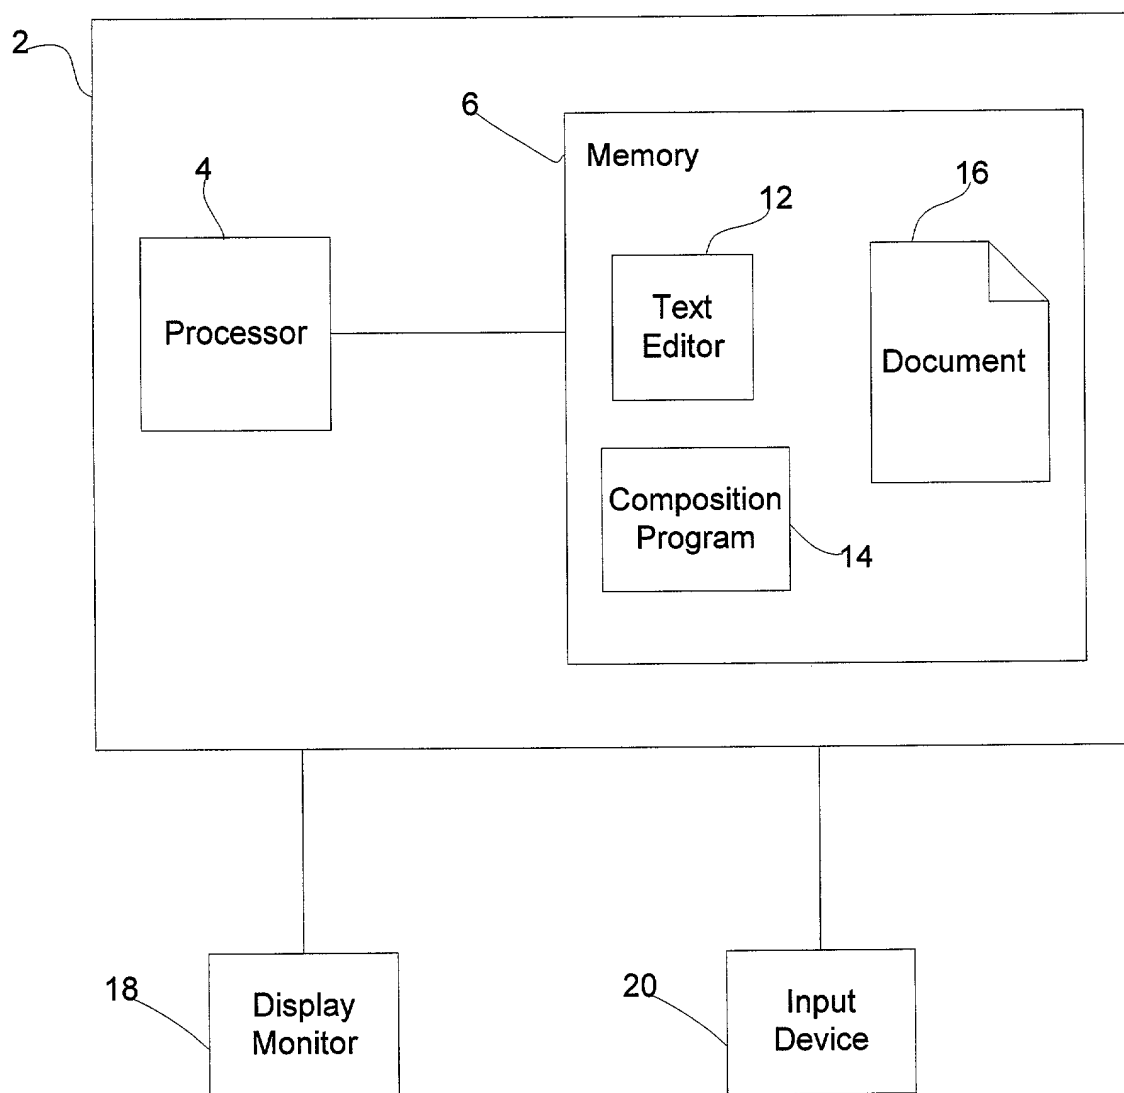 2
6
Memory
4
16
12
Processor
Text
Editor
Document
Composition
Program
14
18
Display
Monitor
20
Input
Device